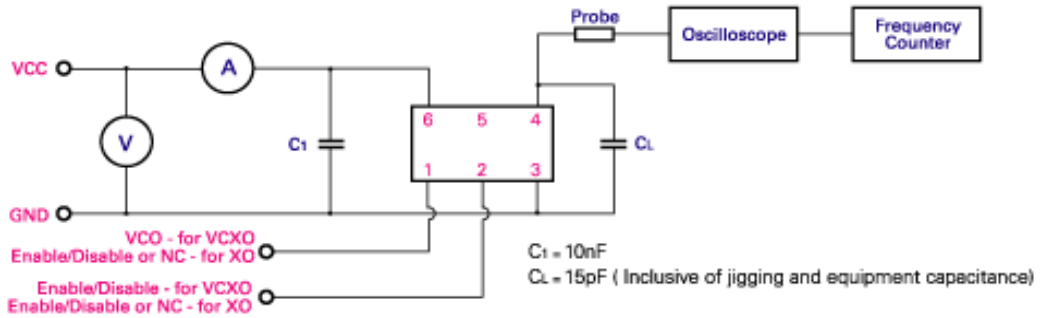 Probe
Oscilloscope
Frequency
Counter
VCC
A
V
C1
6 5 4
1 2 3
CL
GND
VCO - for VCXO
Enable/Disable or NC - for XO
Enable/Disable - for VCXO
Enable/Disable or NC - for XO
C1 = 10nF
CL = 15pF ( Inclusive of jigging and equipment capacitance)